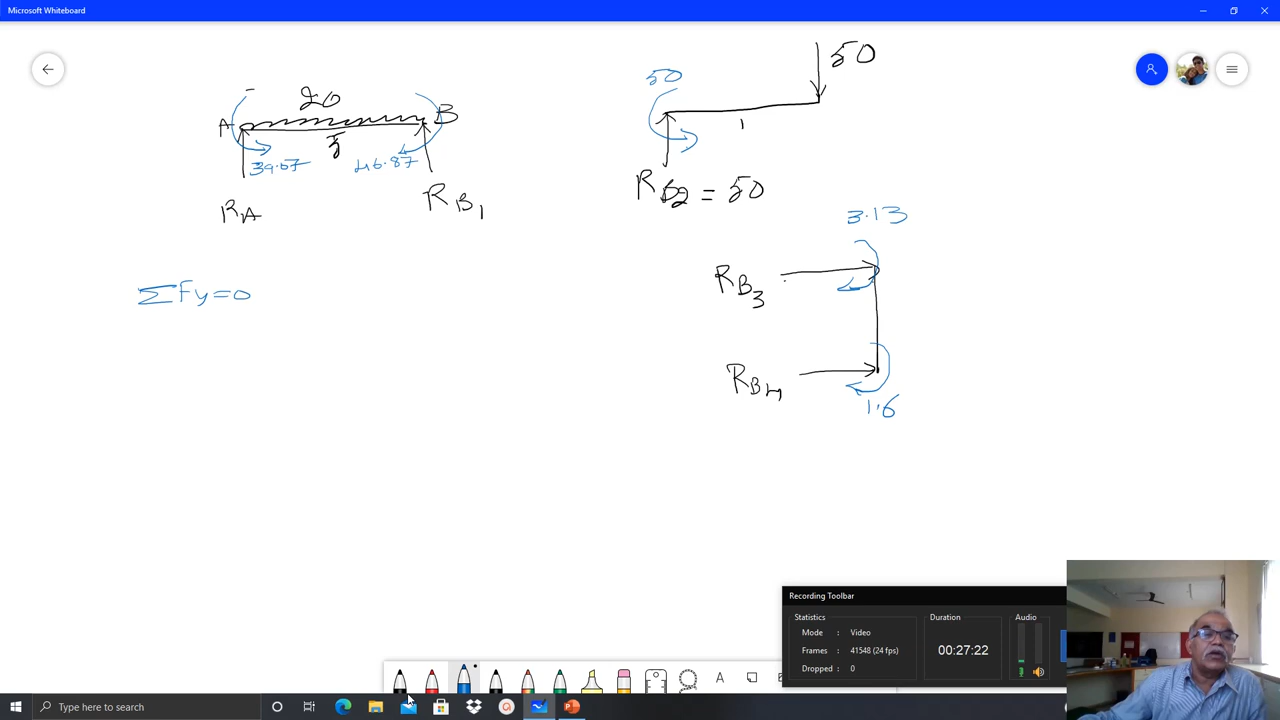 Microsoft Whiteboard
20
A
B
5
39.07
46.87
RA
RB1
50
50
1
= 50
3.13
RB3
ΣFy=0
RB4
1.6
Recording Toolbar
Statistics
Duration
Audio
Mode : Video
Frames : 41548 (24 fps)
Dropped : 0
00:27:22
A
Type here to search